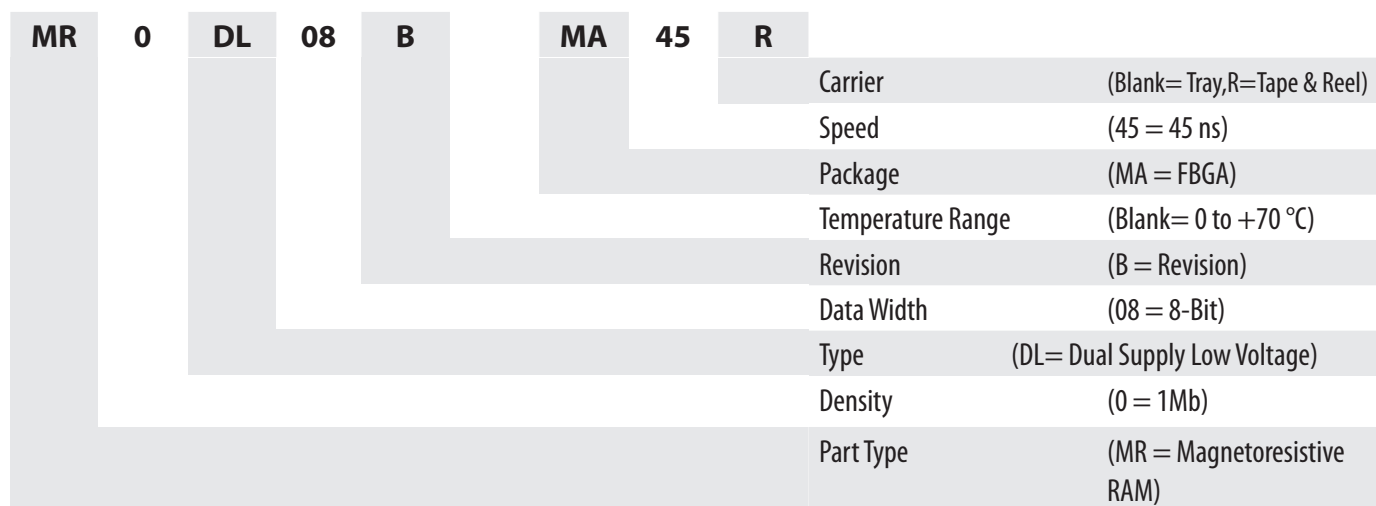 MR 0 DL 08 B MA 45 R
Carrier (Blank= Tray,R=Tape & Reel)
Speed (45 = 45 ns)
Package (MA = FBGA)
Temperature Range (Blank= 0 to +70 °C)
Revision (B = Revision)
Data Width (08 = 8-Bit)
Type (DL= Dual Supply Low Voltage)
Density (0 = 1Mb)
Part Type (MR = Magnetoresistive
RAM)